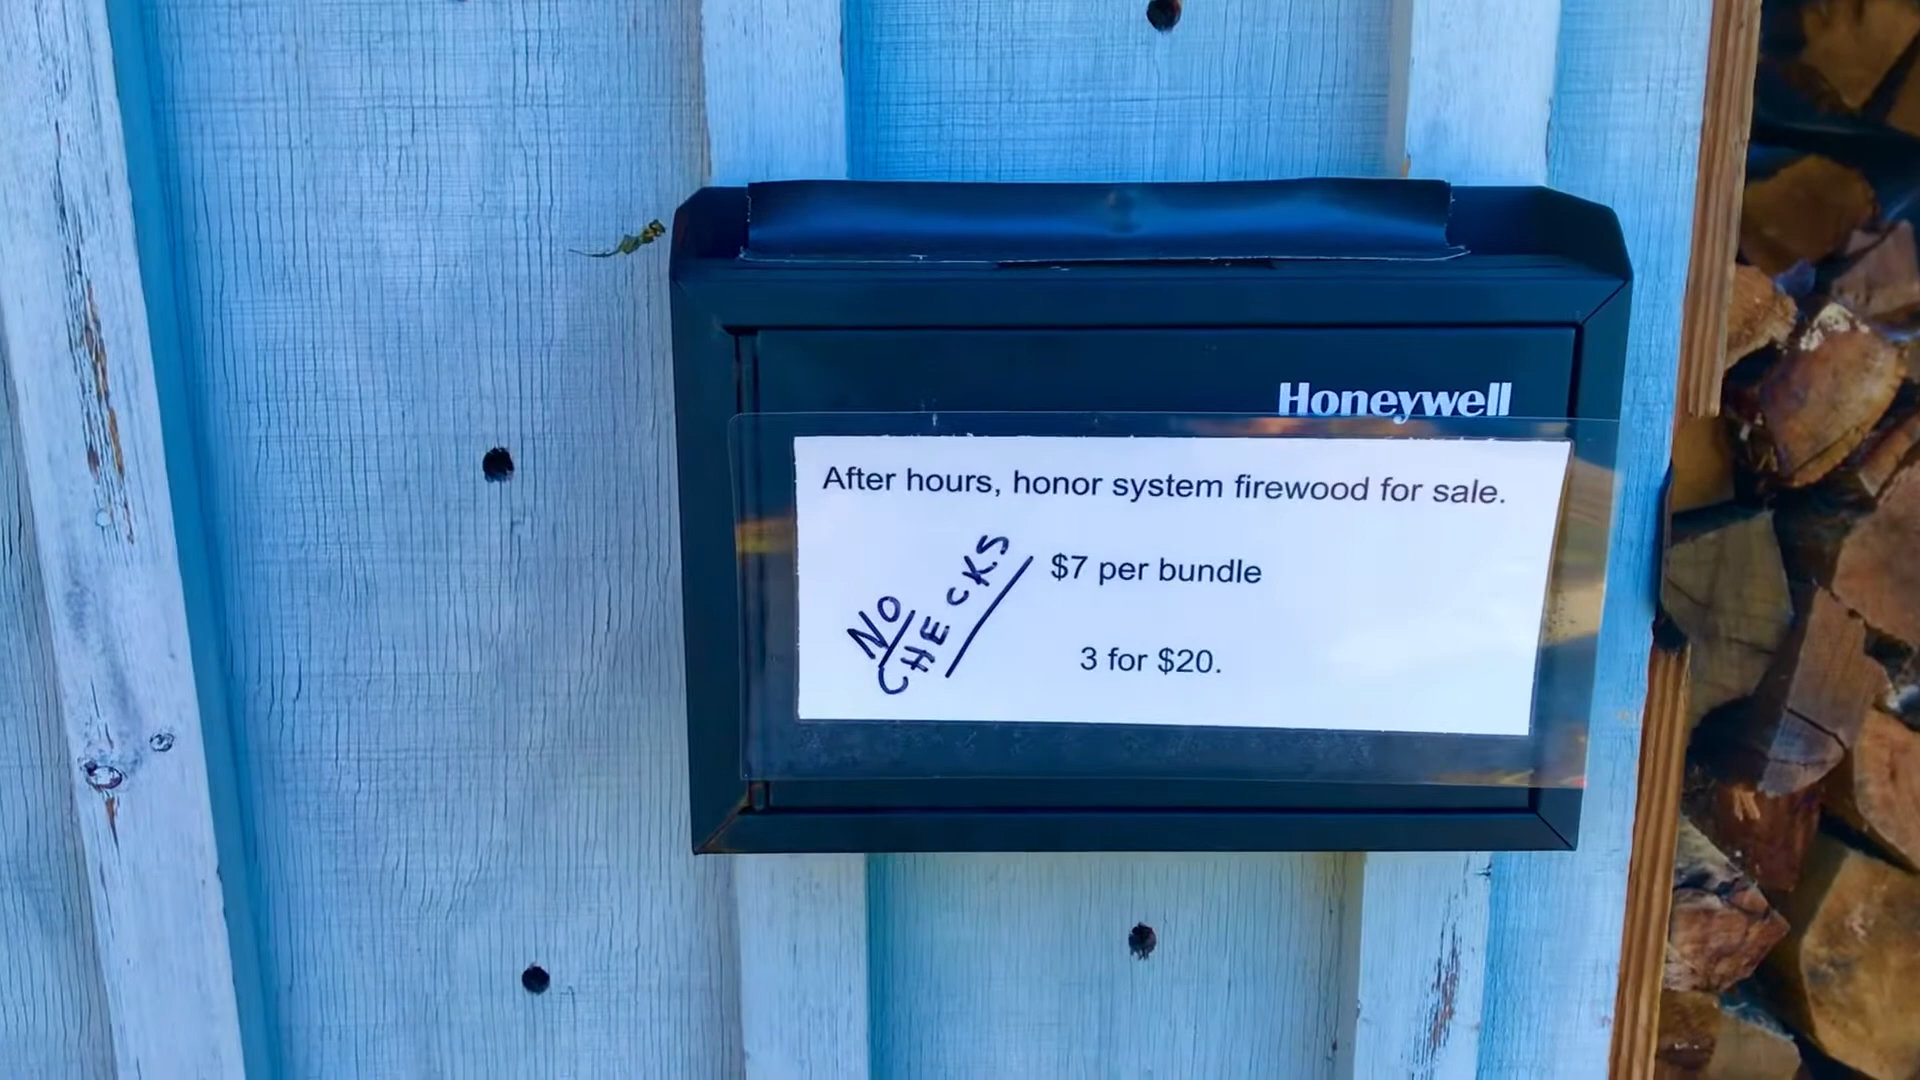 Honeywell
After hours, honor system firewood for sale.
NO
CHECKS
$7 per bundle
3 for $20.